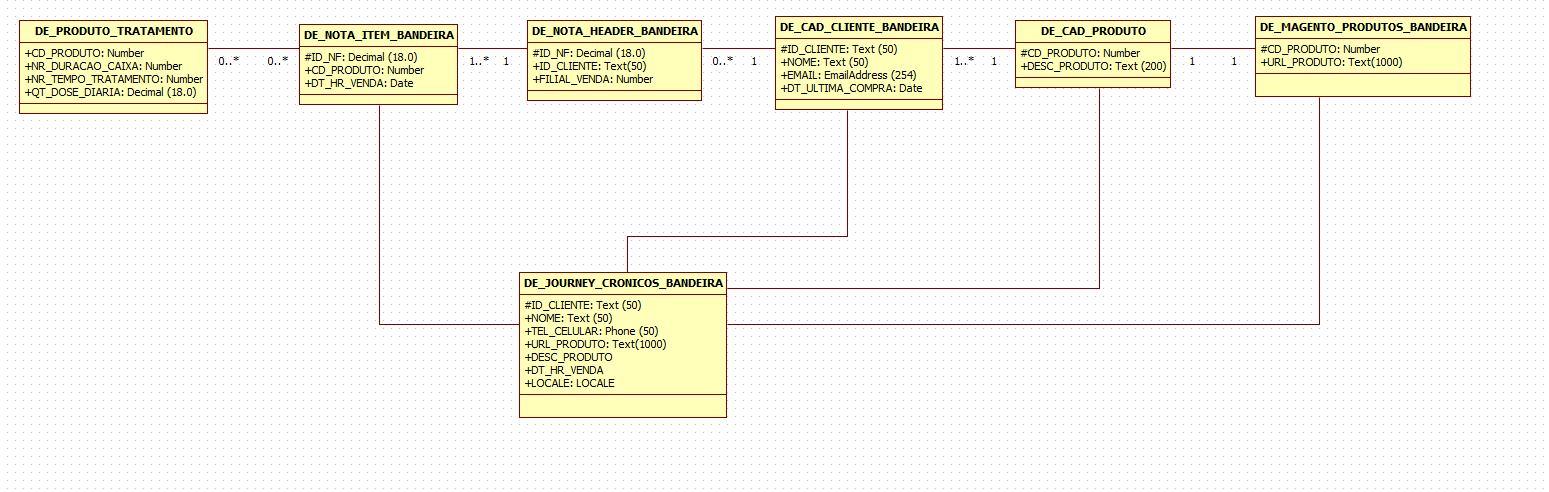 DE_PRODUTO_TRATAMENTO
+CD_PRODUTO: Number
+NR_DURACAO_CAIXA: Number
+NR_TEMPO_TRATAMENTO: Number
+QT_DOSE_DIARIA: Decimal (18.0)
0..*
0..*
DE_NOTA_ITEM_BANDEIRA
#ID_NF: Decimal (18.0)
+CD_PRODUTO: Number
+DT_HR_VENDA: Date
1..*
1
DE_NOTA_HEADER_BANDEIRA
#ID_NF: Decimal (18.0)
+ID_CLIENTE: Text(50)
+FILIAL_VENDA: Number
0..*
1
DE_CAD_CLIENTE_BANDEIRA
#ID_CLIENTE: Text (50)
+NOME: Text (50)
+EMAIL: EmailAddress (254)
+DT_ULTIMA_COMPRA: Date
1..*
1
DE_CAD_PRODUTO
#CD_PRODUTO: Number
+DESC_PRODUTO: Text (200)
1
1
DE_MAGENTO_PRODUTOS_BANDEIRA
#CD_PRODUTO: Number
+URL_PRODUTO: Text(1000)
DE_JOURNEY_CRONICOS_BANDEIRA
#ID_CLIENTE: Text (50)
+NOME: Text (50)
+TEL_CELULAR: Phone (50)
+URL_PRODUTO: Text(1000)
+DESC_PRODUTO
+DT_HR_VENDA
+LOCALE: LOCALE